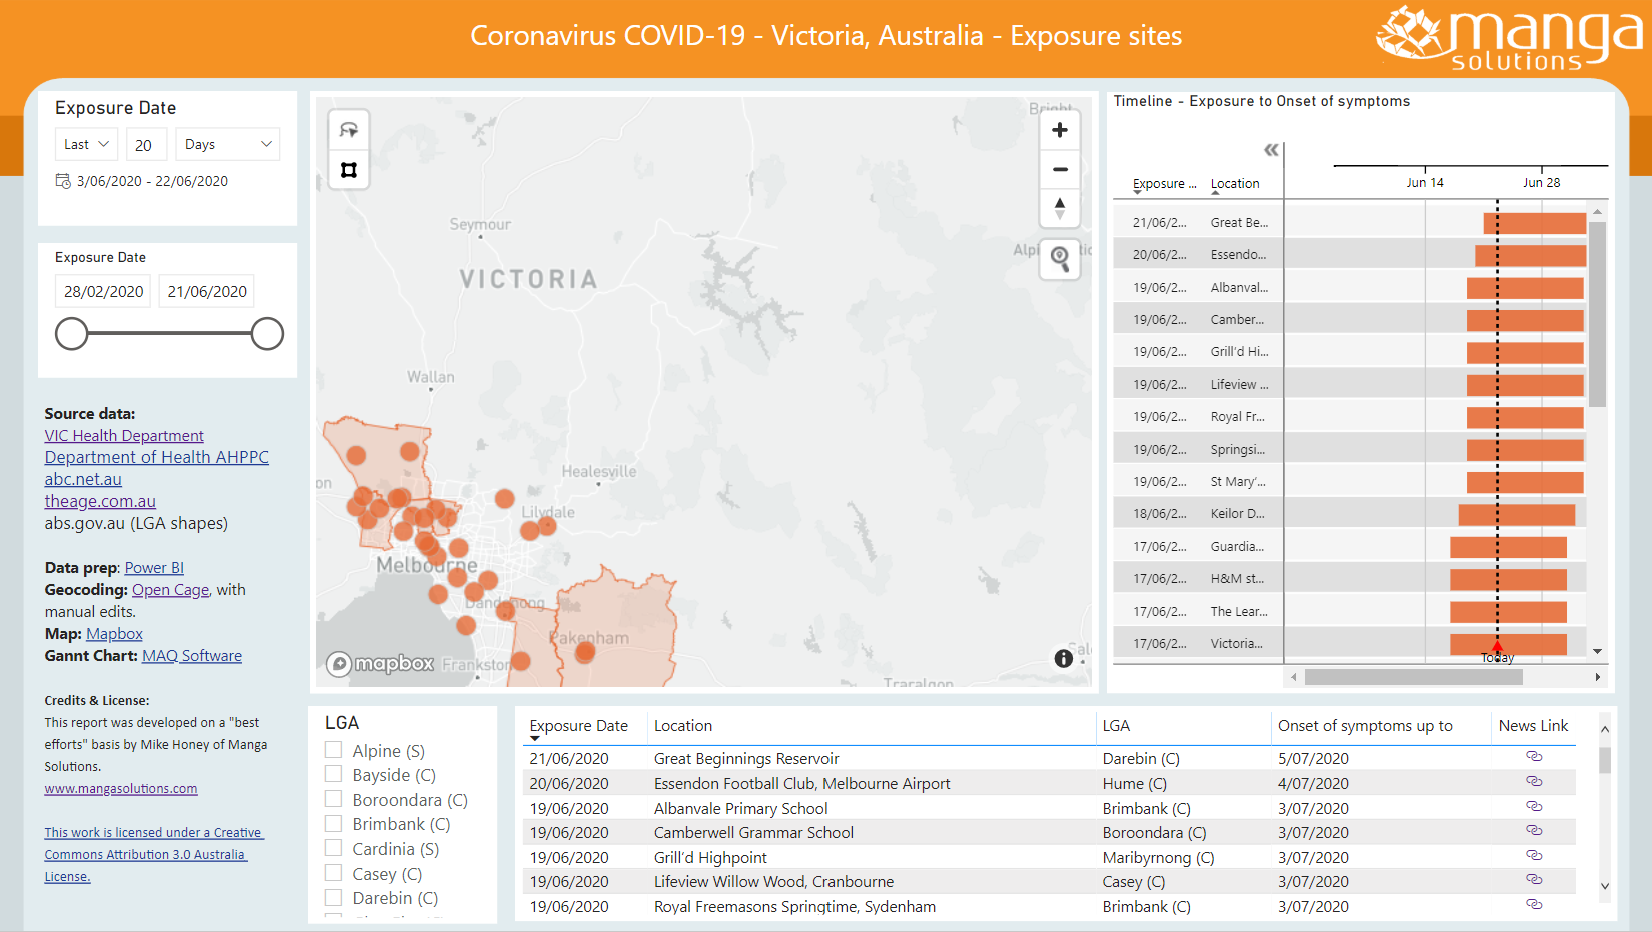 Coronavirus COVID-19 - Victoria, Australia - Exposure sites
manga
solutions
Exposure Date
Last 20 Days
3/06/2020 - 22/06/2020
Exposure Date
28/02/2020 21/06/2020
Source data:
VIC Health Department
Department of Health AHPPC
abc.net.au
theage.com.au
abs.gov.au (LGA shapes)
Data prep: Power BI
Geocoding: Open Cage, with
manual edits.
Map: Mapbox
Gannt Chart: MAQ Software
Credits & License:
This report was developed on a "best
efforts" basis by Mike Honey of Manga
Solutions.
www.mangasolutions.com
This work is licensed under a Creative
Commons Attribution 3.0 Australia
License.
Bright
Seymour
Alpi
VICTORIA
Wallan
Healesville
on
Lilydale
Melbourne
Dandenong
Pakenham
mapbox
Frankston
Sal
Traralgon
Timeline - Exposure to Onset of symptoms
Exposure ... Location
Jun 14 Jun 28
21/06/2... Great Be...
20/06/2... Essendo...
19/06/2... Albanval...
19/06/2... Camber...
19/06/2... Grill'd Hi...
19/06/2... Lifeview ...
19/06/2... Royal Fr...
19/06/2... Springsi...
19/06/2... St Mary'...
18/06/2... Keilor D...
17/06/2... Guardia...
17/06/2... H&M st...
17/06/2... The Lear...
17/06/2... Victoria...
Today
LGA
Alpine (S)
Bayside (C)
Boroondara (C)
Brimbank (C)
Cardinia (S)
Casey (C)
Darebin (C)
Exposure Date Location LGA Onset of symptoms up to News Link
21/06/2020 Great Beginnings Reservoir Darebin (C) 5/07/2020
20/06/2020 Essendon Football Club, Melbourne Airport Hume (C) 4/07/2020
19/06/2020 Albanvale Primary School Brimbank (C) 3/07/2020
19/06/2020 Camberwell Grammar School Boroondara (C) 3/07/2020
19/06/2020 Grill'd Highpoint Maribyrnong (C) 3/07/2020
19/06/2020 Lifeview Willow Wood, Cranbourne Casey (C) 3/07/2020
19/06/2020 Royal Freemasons Springtime, Sydenham Brimbank (C) 3/07/2020